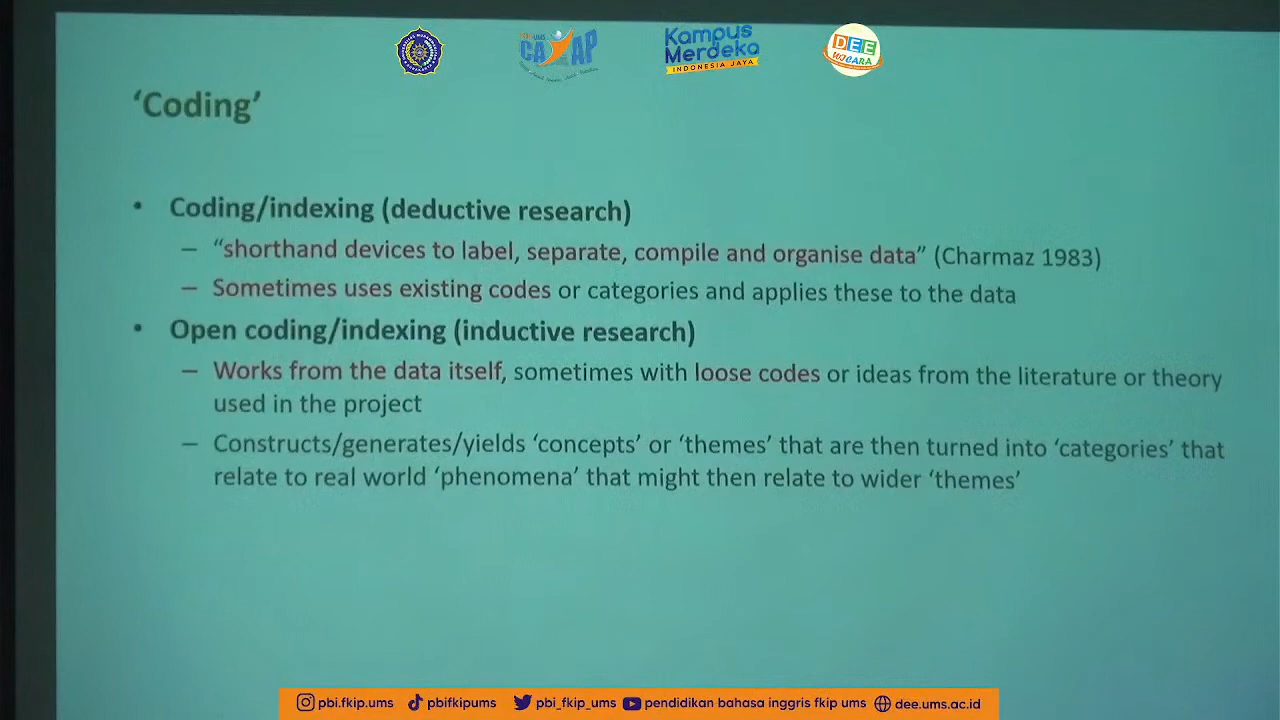 CAKAP
Kampus
Merdeka
INDONESIA JAYA
DEE
WICARA
‘Coding’
• Coding/indexing (deductive research)
– “shorthand devices to label, separate, compile and organise data” (Charmaz 1983)
– Sometimes uses existing codes or categories and applies these to the data
• Open coding/indexing (inductive research)
– Works from the data itself, sometimes with loose codes or ideas from the literature or theory
used in the project
– Constructs/generates/yields ‘concepts’ or ‘themes’ that are then turned into ‘categories’ that
relate to real world ‘phenomena’ that might then relate to wider ‘themes’
pbi.fkip.ums pbifkipums pbi_fkip_ums pendidikan bahasa inggris fkip ums dee.ums.ac.id